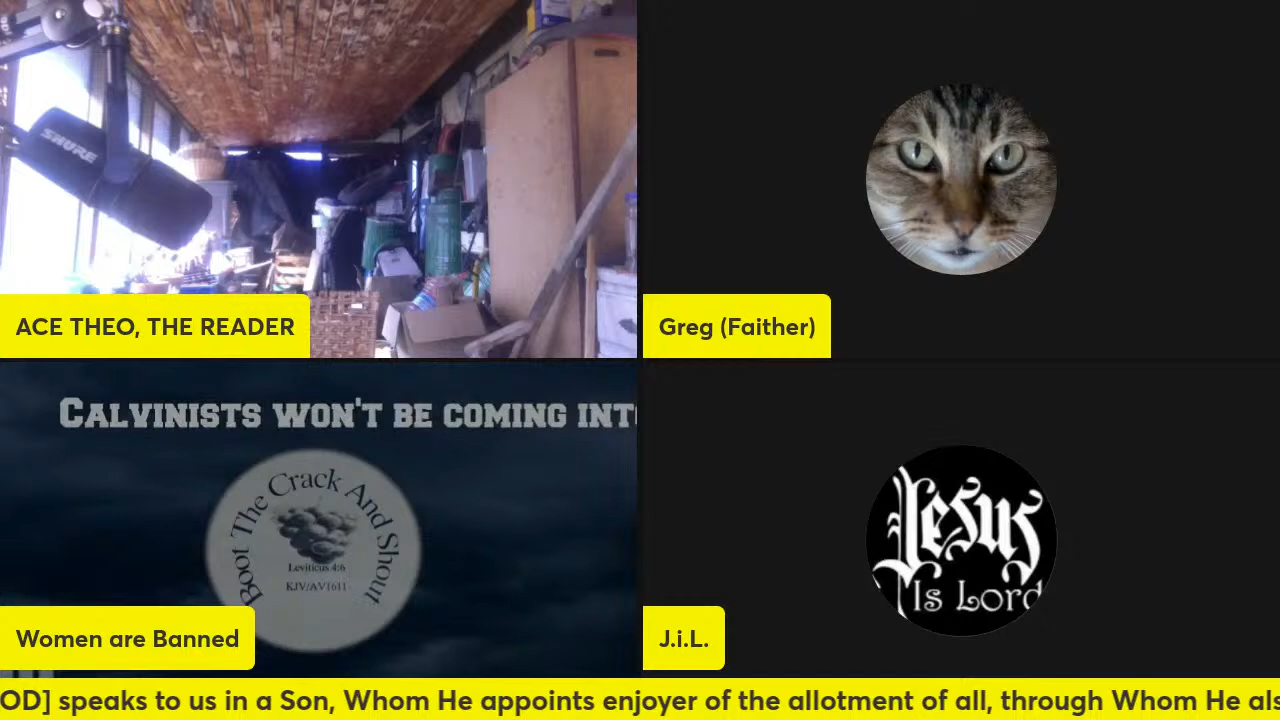 SHURE
ACE THEO, THE READER
Greg (Faither)
CALVINISTS WON'T BE COMING INT
Boot The Crack And Shout
Leviticus 4:6
KJV/AV1611
Women are Banned
Jesus
Is Lord
J.i.L.
OD] speaks to us in a Son, Whom He appoints enjoyer of the allotment of all, through Whom He als